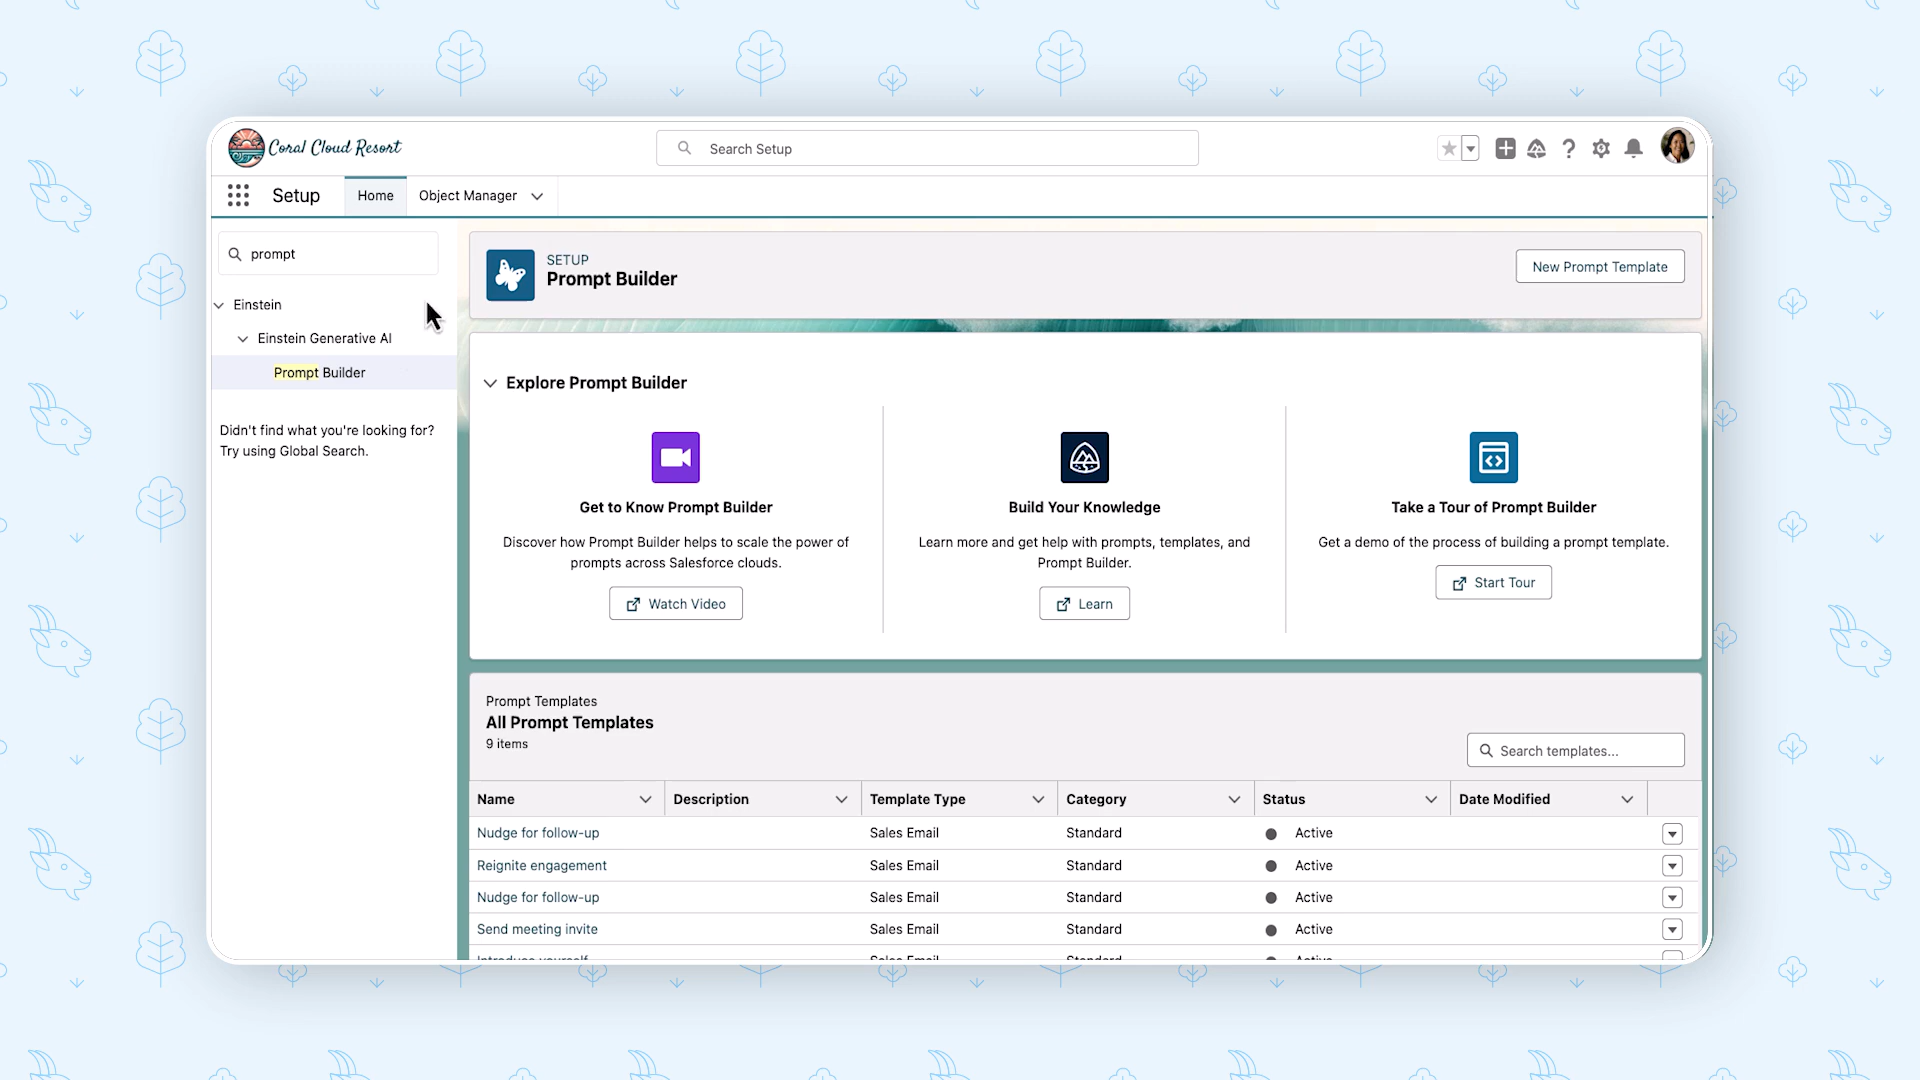 Coral Cloud Resort
Search Setup
Setup
Home
Object Manager
prompt
Einstein
Einstein Generative AI
Prompt Builder
Didn't find what you're looking for?
Try using Global Search.
SETUP
Prompt Builder
New Prompt Template
Explore Prompt Builder
Get to Know Prompt Builder
Discover how Prompt Builder helps to scale the power of
prompts across Salesforce clouds.
Watch Video
Build Your Knowledge
Learn more and get help with prompts, templates, and
Prompt Builder.
Learn
Take a Tour of Prompt Builder
Get a demo of the process of building a prompt template.
Start Tour
Prompt Templates
All Prompt Templates
9 items
Search templates...
Name Description Template Type Category Status Date Modified
Nudge for follow-up Sales Email Standard Active
Reignite engagement Sales Email Standard Active
Nudge for follow-up Sales Email Standard Active
Send meeting invite Sales Email Standard Active
Introduce yourself Sales Email Standard Active